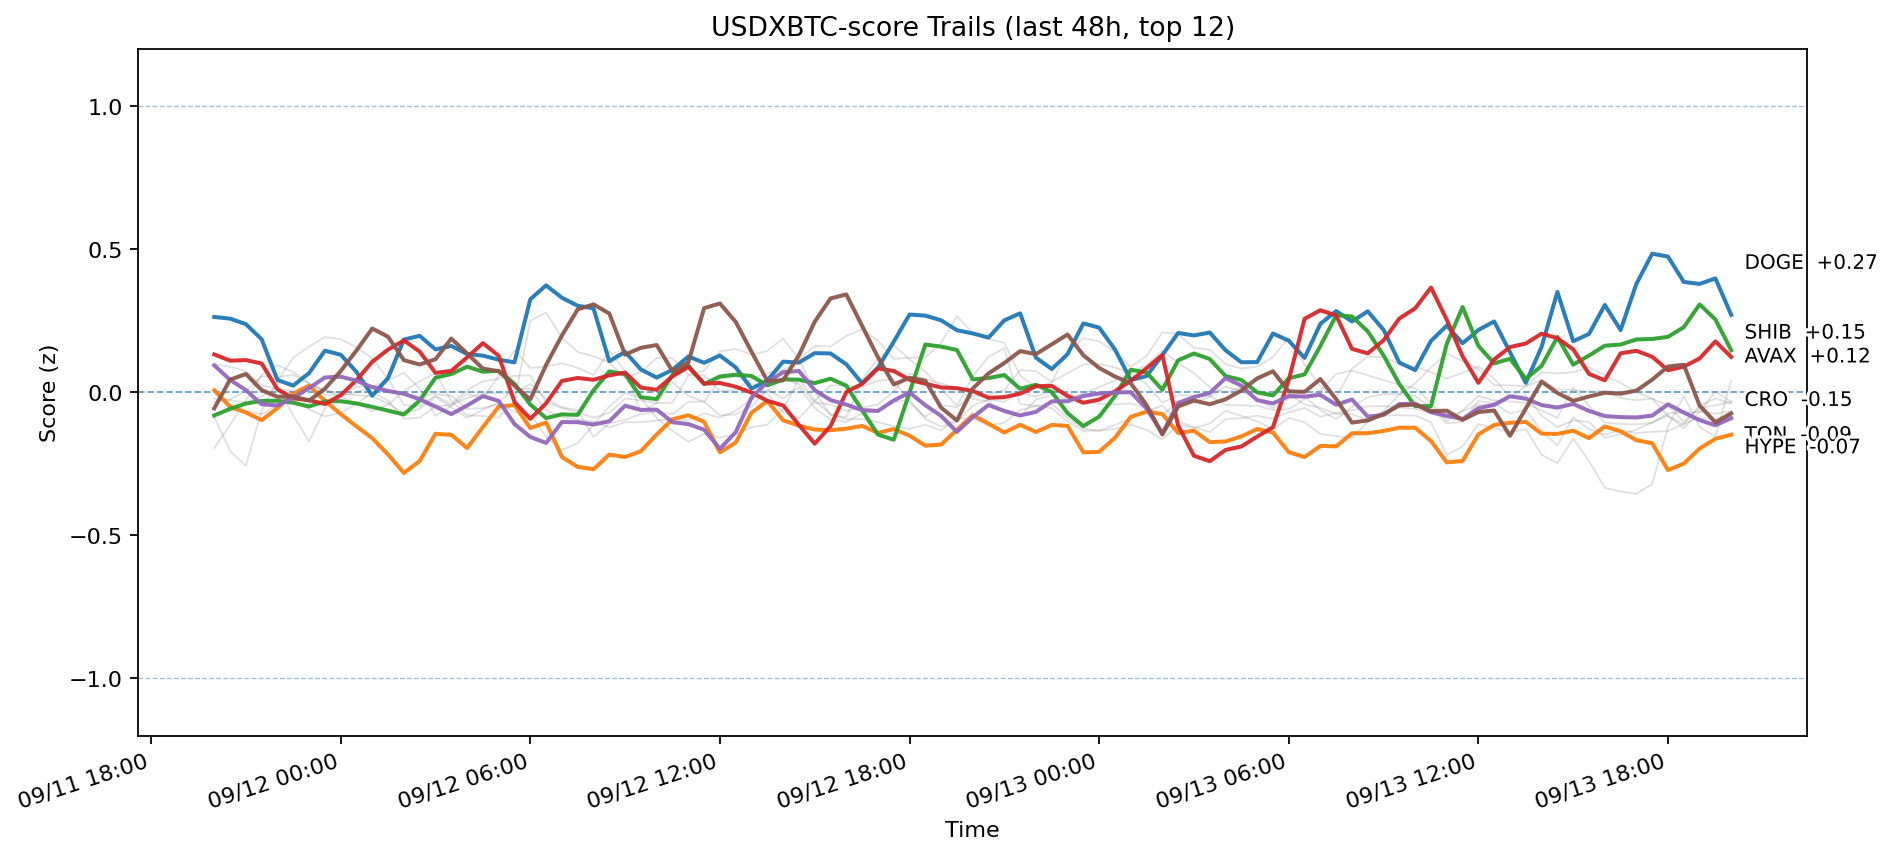 USDXBTC-score Trails (last 48h, top 12)
1.0
0.5
0.0
−0.5
−1.0
Score (z)
DOGE +0.27
SHIB +0.15
AVAX +0.12
CRO -0.15
TON -0.09
HYPE -0.07
09/11 18:00
09/12 00:00
09/12 06:00
09/12 12:00
09/12 18:00
09/13 00:00
09/13 06:00
09/13 12:00
09/13 18:00
Time